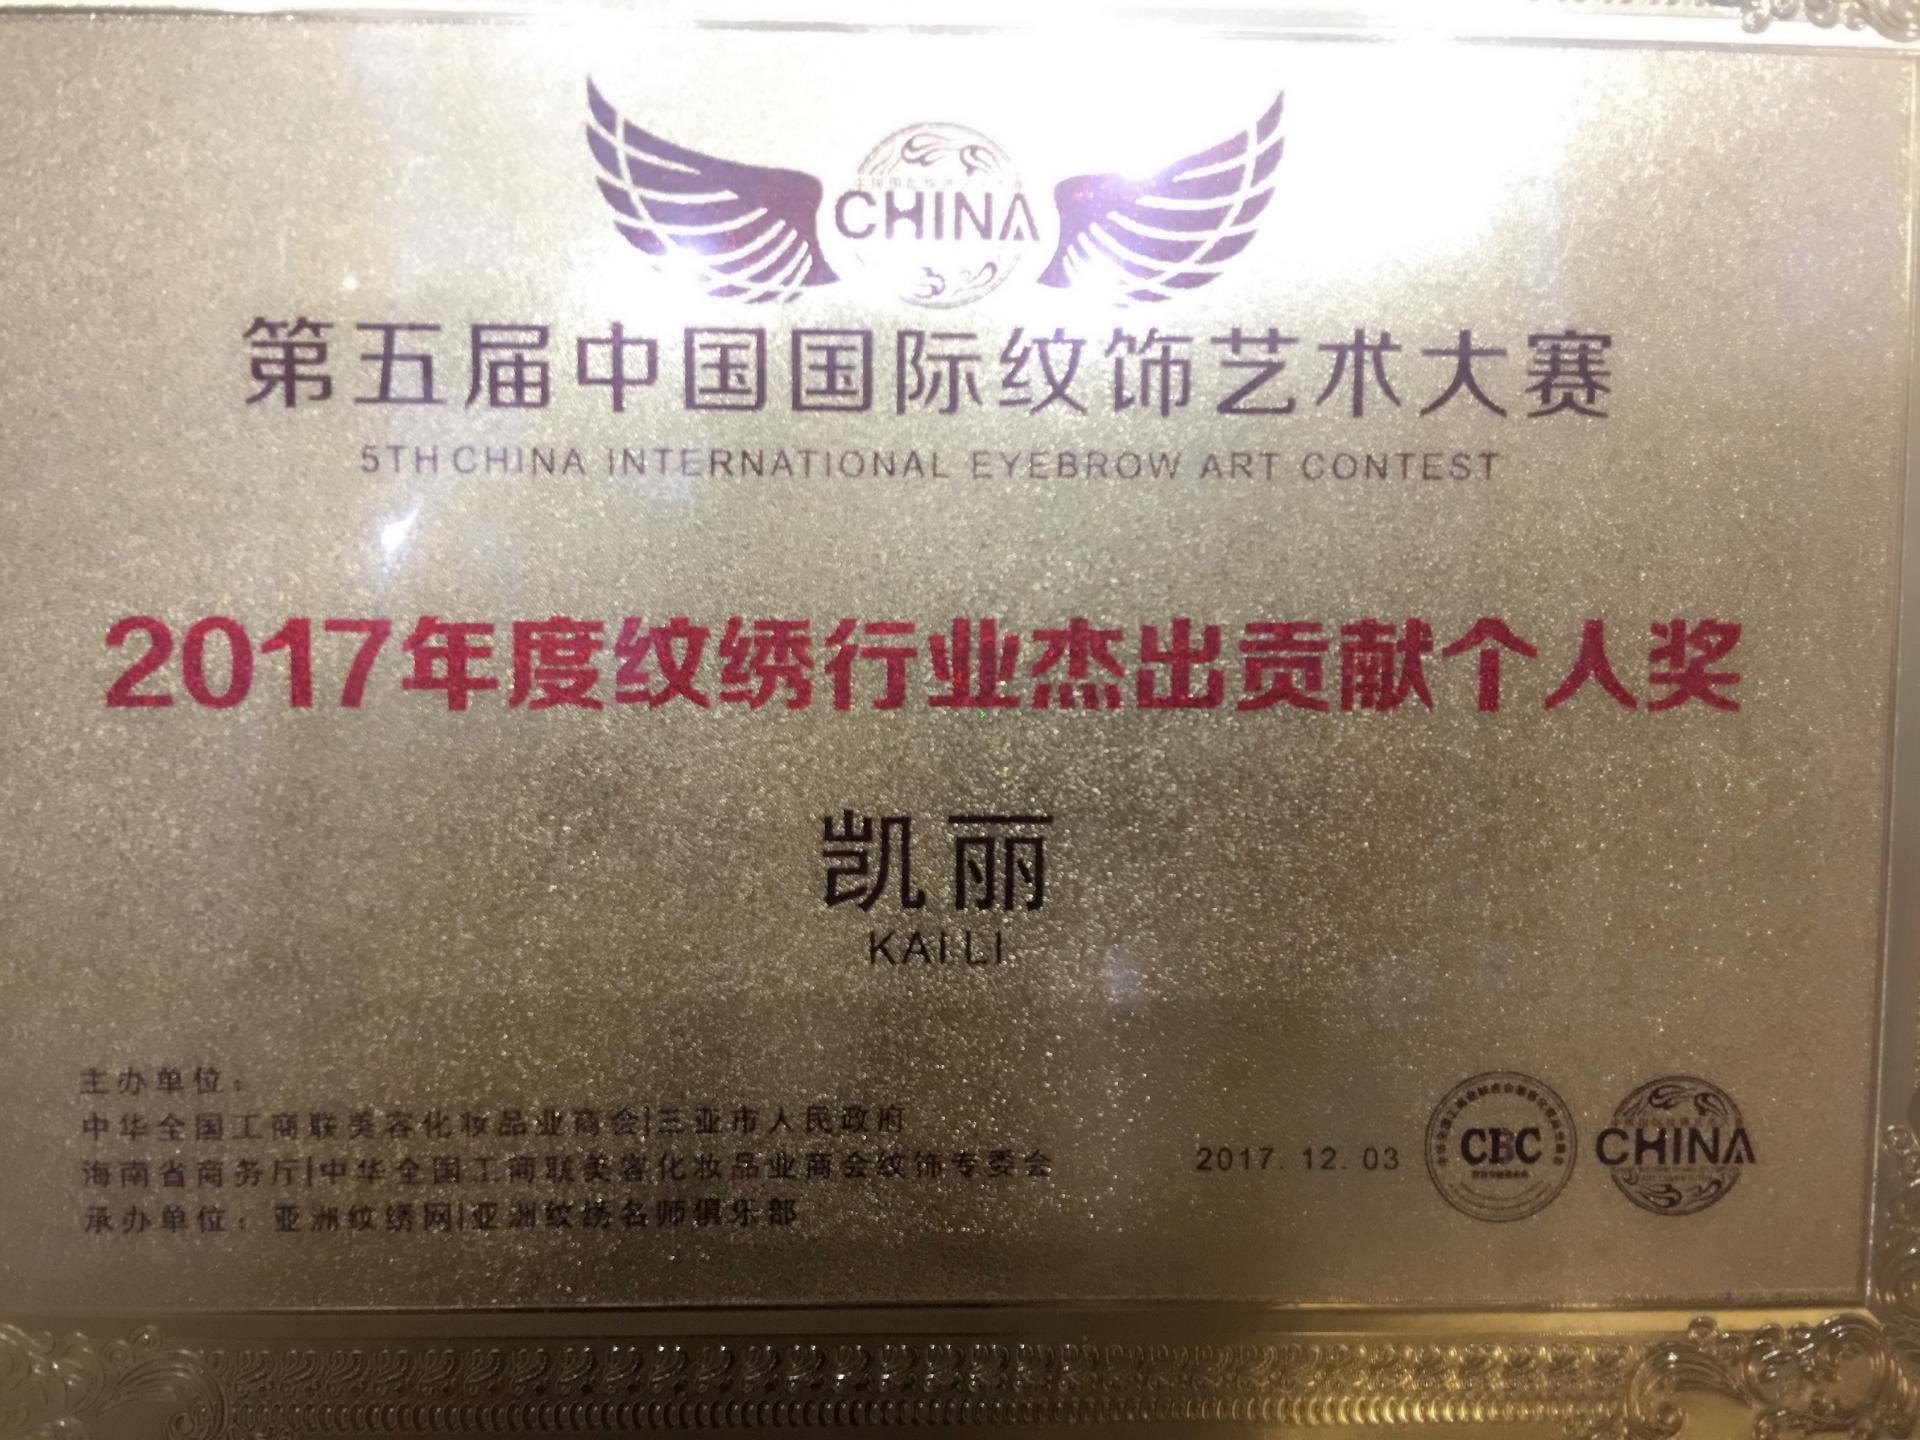 CHINA
第五届中国国际纹饰艺术大赛
5TH CHINA INTERNATIONAL EYEBROW ART CONTEST
2017年度纹绣行业杰出贡献个人奖
凯丽
KAI LI
主办单位：
中华全国工商联美容化妆品业商会|三亚市人民政府
海南省商务厅|中华全国工商联美容化妆品业商会纹饰专委会
承办单位：亚洲纹绣网|亚洲纹绣名师俱乐部
2017. 12. 03
CBC
CHINA